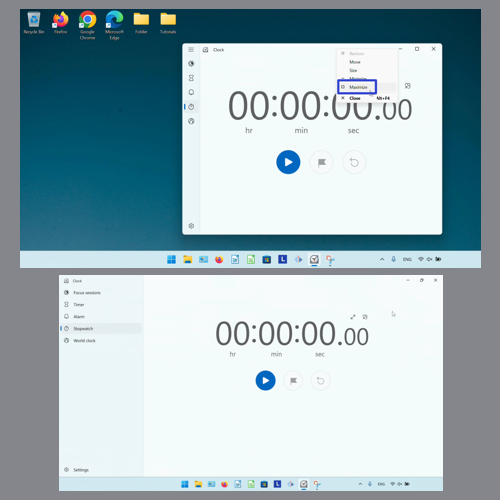 Recycle Bin
Firefox
Google
Chrome
Microsoft
Edge
Folder
Tutorials
Clock
Restore
Move
Size
Minimize
Maximize
Close Alt+F4
00:00:00.00
hr min sec
ENG
Clock
Focus sessions
Timer
Alarm
Stopwatch
World clock
00:00:00.00
hr min sec
Settings
ENG